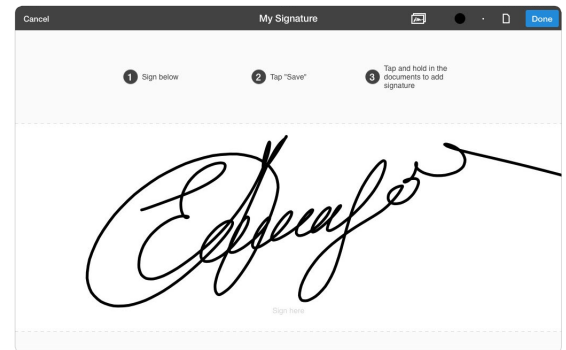 Cancel My Signature Done
1 Sign below 2 Tap "Save" 3 Tap and hold in the
documents to add
signature
Sign here